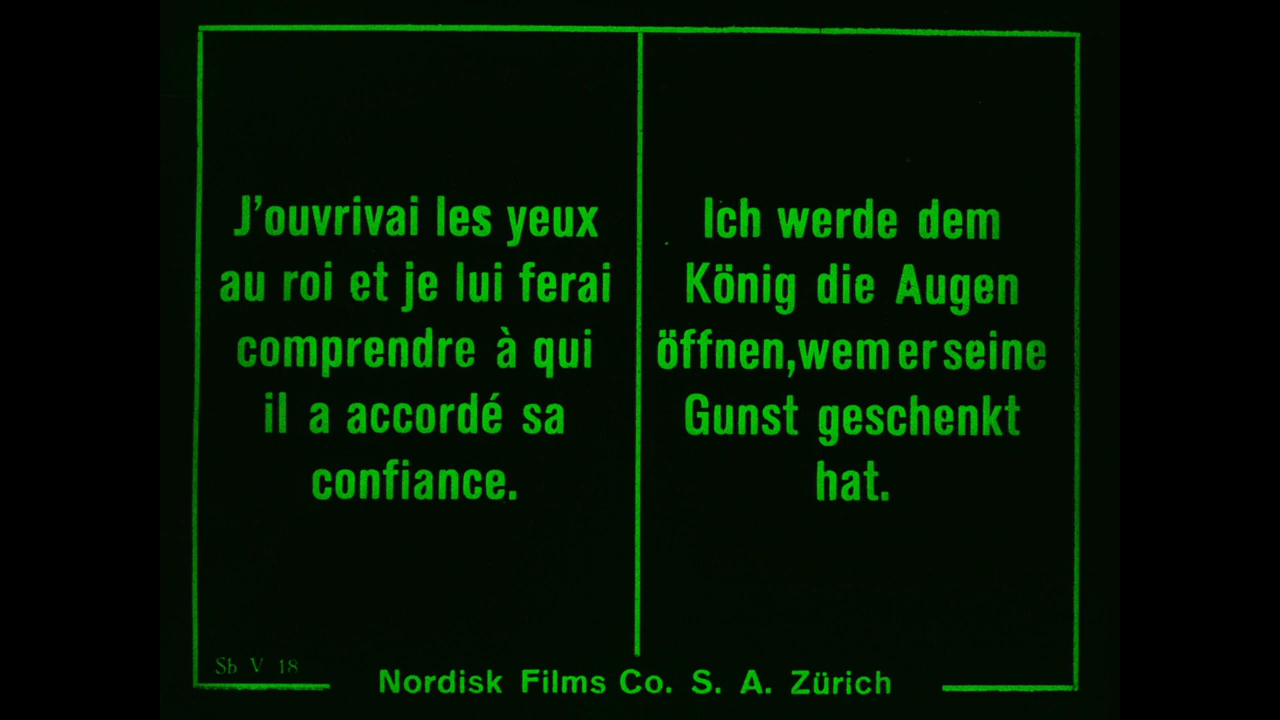 J'ouvrivai les yeux
au roi et je lui ferai
comprendre à qui
il a accordé sa
confiance.
Ich werde dem
König die Augen
öffnen, wem er seine
Gunst geschenkt
hat.
Sb V 18
Nordisk Films Co. S. A. Zürich